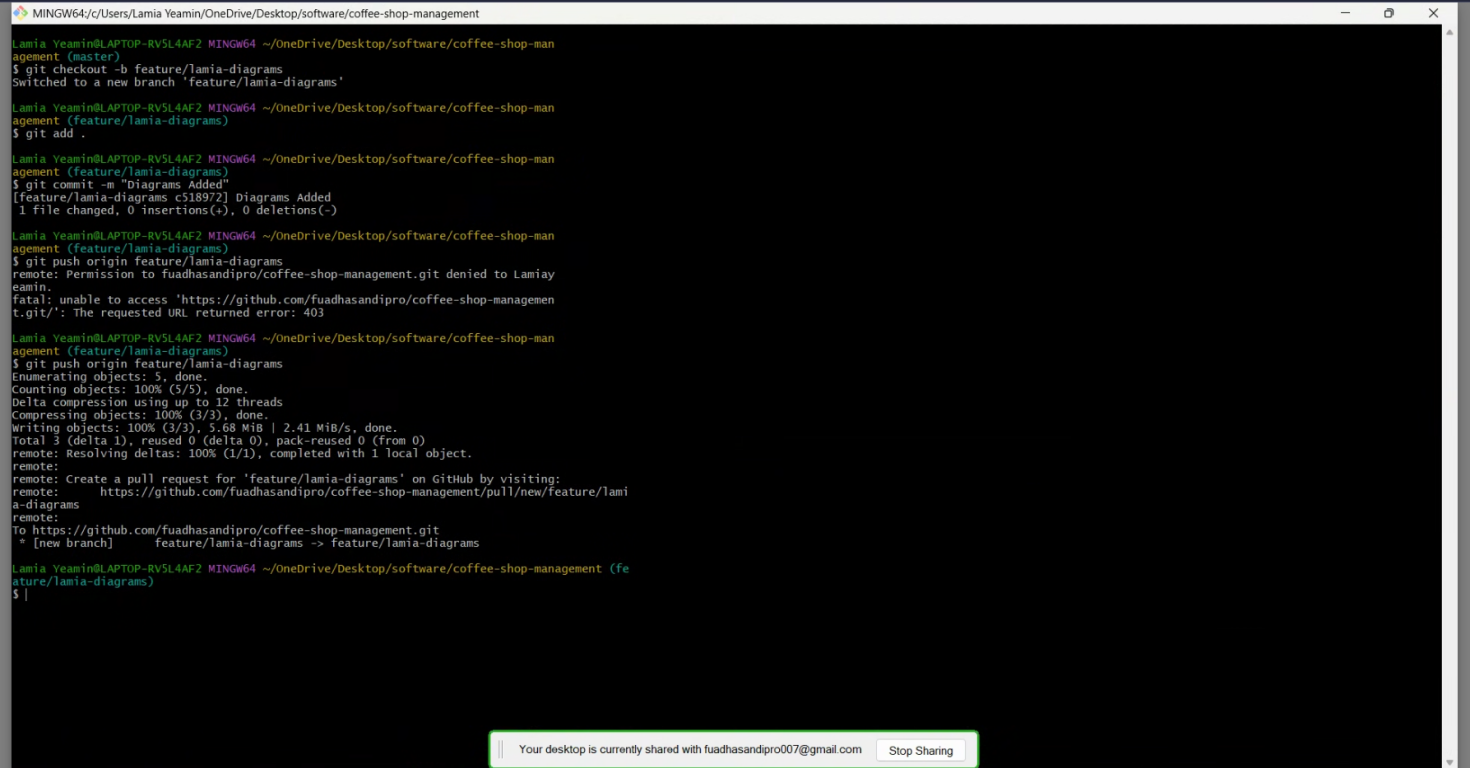 MINGW64:/c/Users/Lamia Yeamin/OneDrive/Desktop/software/coffee-shop-management
Lamia Yeamin@LAPTOP-RV5L4AF2 MINGW64 ~/OneDrive/Desktop/software/coffee-shop-man
agement (master)
$ git checkout -b feature/lamia-diagrams
Switched to a new branch 'feature/lamia-diagrams'
Lamia Yeamin@LAPTOP-RV5L4AF2 MINGW64 ~/OneDrive/Desktop/software/coffee-shop-man
agement (feature/lamia-diagrams)
$ git add .
Lamia Yeamin@LAPTOP-RV5L4AF2 MINGW64 ~/OneDrive/Desktop/software/coffee-shop-man
agement (feature/lamia-diagrams)
$ git commit -m "Diagrams Added"
[feature/lamia-diagrams c518972] Diagrams Added
1 file changed, 0 insertions(+), 0 deletions(-)
Lamia Yeamin@LAPTOP-RV5L4AF2 MINGW64 ~/OneDrive/Desktop/software/coffee-shop-man
agement (feature/lamia-diagrams)
$ git push origin feature/lamia-diagrams
remote: Permission to fuadhasandipro/coffee-shop-management.git denied to Lamiay
eamin.
fatal: unable to access 'https://github.com/fuadhasandipro/coffee-shop-managemen
t.git/': The requested URL returned error: 403
Lamia Yeamin@LAPTOP-RV5L4AF2 MINGW64 ~/OneDrive/Desktop/software/coffee-shop-man
agement (feature/lamia-diagrams)
$ git push origin feature/lamia-diagrams
Enumerating objects: 5, done.
Counting objects: 100% (5/5), done.
Delta compression using up to 12 threads
Compressing objects: 100% (3/3), done.
Writing objects: 100% (3/3), 5.68 MiB | 2.41 MiB/s, done.
Total 3 (delta 1), reused 0 (delta 0), pack-reused 0 (from 0)
remote: Resolving deltas: 100% (1/1), completed with 1 local object.
remote:
remote: Create a pull request for 'feature/lamia-diagrams' on GitHub by visiting:
remote:      https://github.com/fuadhasandipro/coffee-shop-management/pull/new/feature/lami
a-diagrams
remote:
To https://github.com/fuadhasandipro/coffee-shop-management.git
* [new branch]      feature/lamia-diagrams -> feature/lamia-diagrams
Lamia Yeamin@LAPTOP-RV5L4AF2 MINGW64 ~/OneDrive/Desktop/software/coffee-shop-management (fe
ature/lamia-diagrams)
$
Your desktop is currently shared with fuadhasandipro007@gmail.com
Stop Sharing